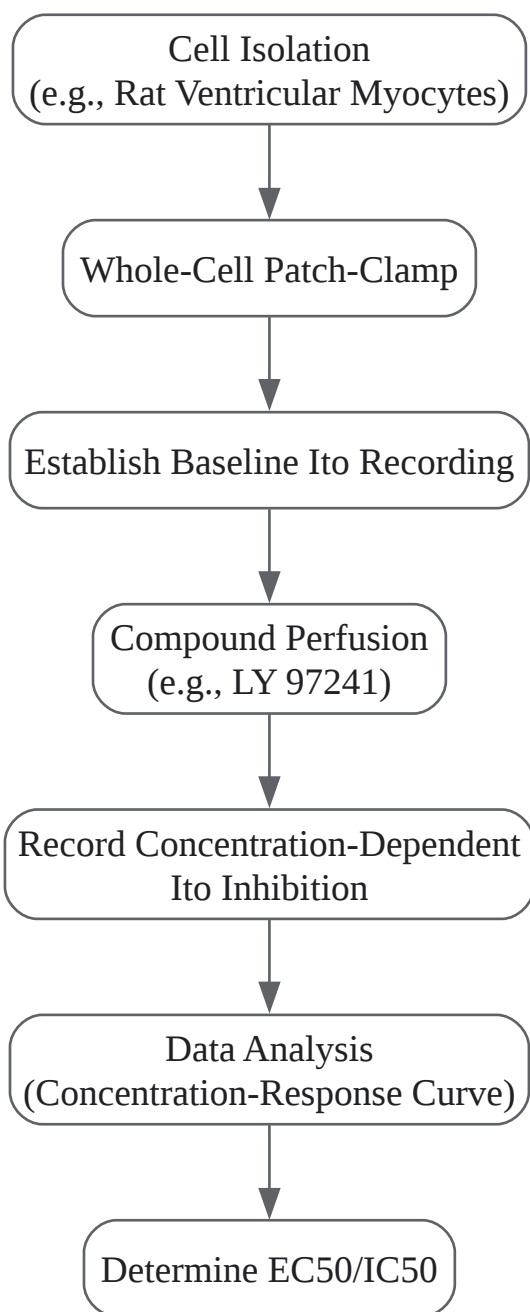 Cell Isolation
(e.g., Rat Ventricular Myocytes)
Whole-Cell Patch-Clamp
Establish Baseline Ito Recording
Compound Perfusion
(e.g., LY 97241)
Record Concentration-Dependent
Ito Inhibition
Data Analysis
(Concentration-Response Curve)
Determine EC50/IC50